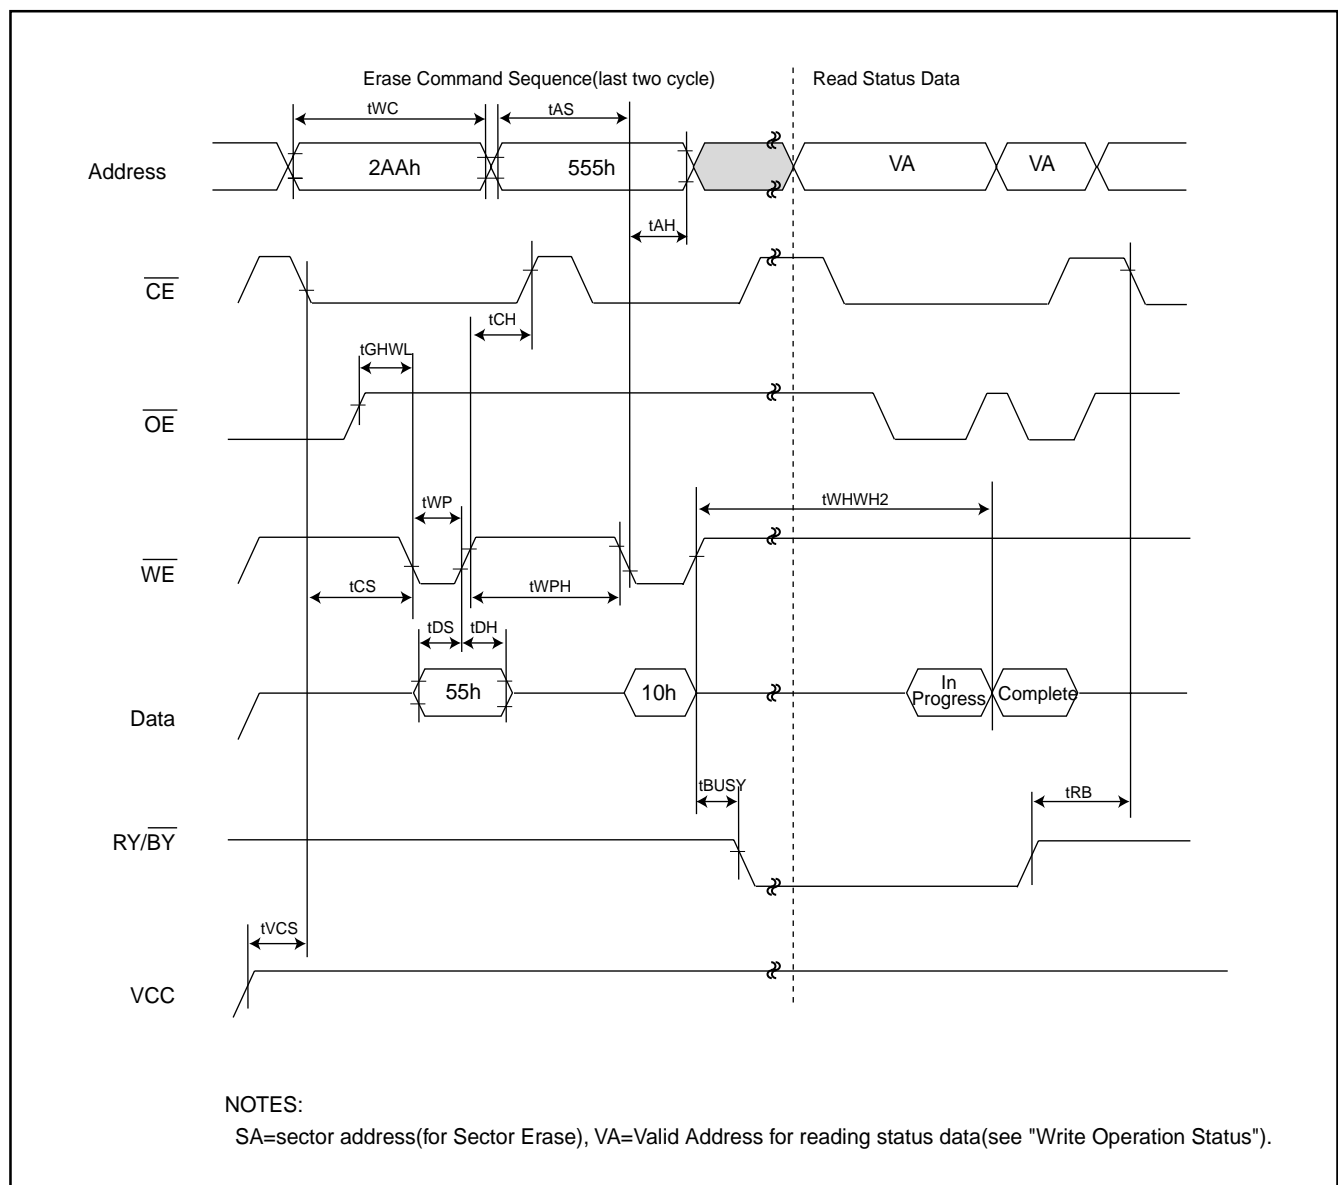 Erase Command Sequence(last two cycle)
Read Status Data
tWC
tAS
Address
2AAh
555h
VA
VA
tAH
CE
tCH
tGHWL
OE
tWP
tWHWH2
WE
tCS
tWPH
tDS
tDH
Data
55h
10h
In
Progress
Complete
tBUSY
tRB
RY/BY
tVCS
VCC
NOTES:
SA=sector address(for Sector Erase), VA=Valid Address for reading status data(see "Write Operation Status").